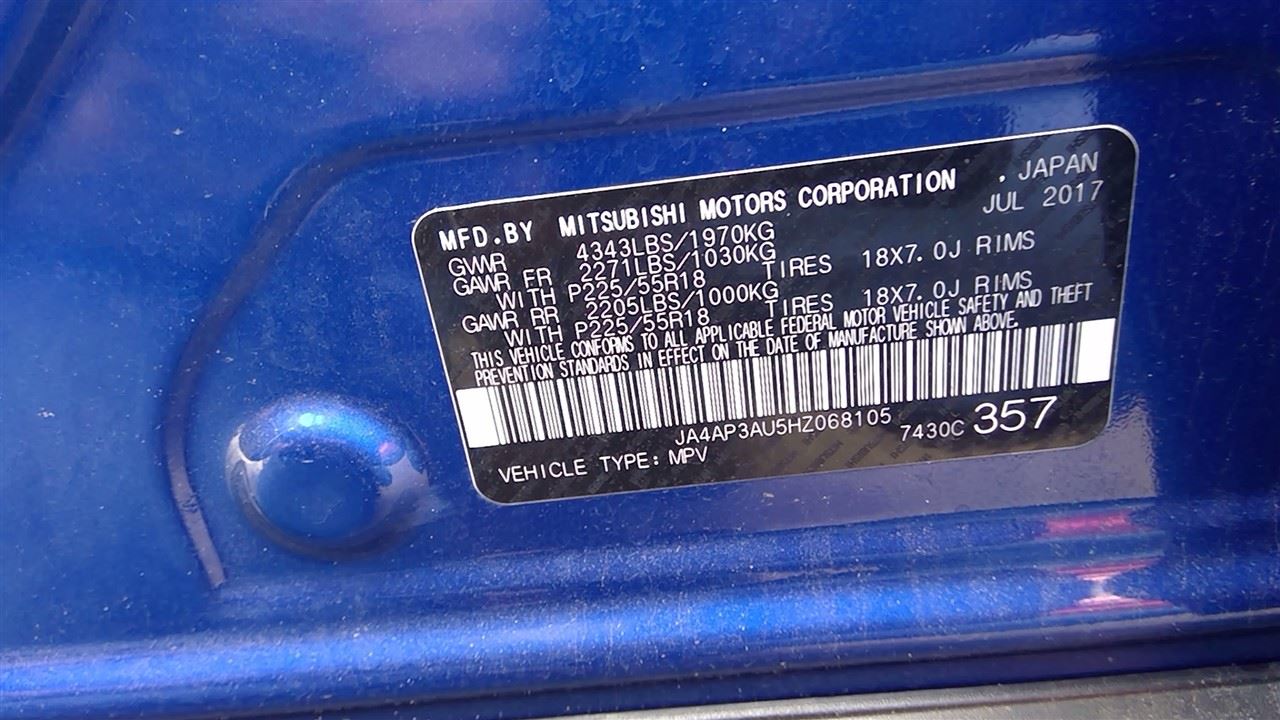 MFD.BY MITSUBISHI MOTORS CORPORATION . JAPAN
JUL 2017
GVWR 4343LBS/1970KG
GAWR FR 2271LBS/1030KG
WITH P225/55R18 TIRES 18X7.0J RIMS
GAWR RR 2205LBS/1000KG
WITH P225/55R18 TIRES 18X7.0J RIMS
THIS VEHICLE CONFORMS TO ALL APPLICABLE FEDERAL MOTOR VEHICLE SAFETY AND THEFT
PREVENTION STANDARDS IN EFFECT ON THE DATE OF MANUFACTURE SHOWN ABOVE.
JA4AP3AU5HZ068105
VEHICLE TYPE: MPV 7430C 357